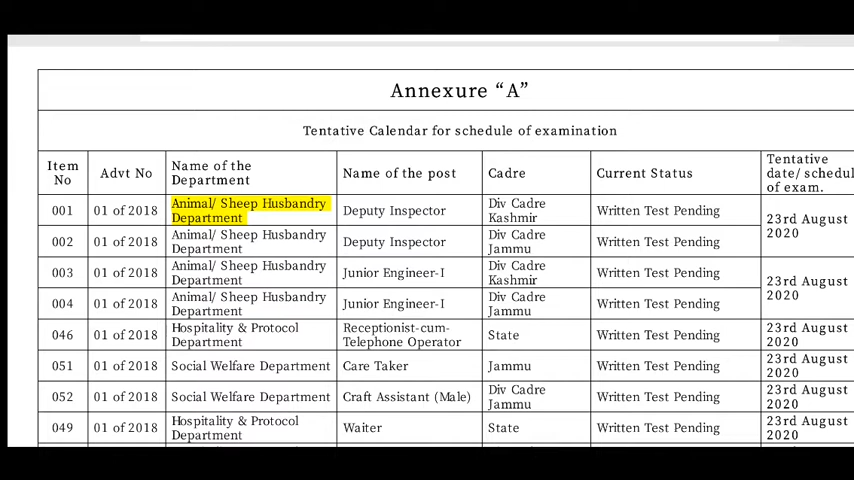 Annexure “A”
Tentative Calendar for schedule of examination
Item No | Advt No | Name of the Department | Name of the post | Cadre | Current Status | Tentative date/ schedul of exam.
001 | 01 of 2018 | Animal/ Sheep Husbandry Department | Deputy Inspector | Div Cadre Kashmir | Written Test Pending | 23rd August 2020
002 | 01 of 2018 | Animal/ Sheep Husbandry Department | Deputy Inspector | Div Cadre Jammu | Written Test Pending
003 | 01 of 2018 | Animal/ Sheep Husbandry Department | Junior Engineer-I | Div Cadre Kashmir | Written Test Pending | 23rd August 2020
004 | 01 of 2018 | Animal/ Sheep Husbandry Department | Junior Engineer-I | Div Cadre Jammu | Written Test Pending
046 | 01 of 2018 | Hospitality & Protocol Department | Receptionist-cum-Telephone Operator | State | Written Test Pending | 23rd August 2020
051 | 01 of 2018 | Social Welfare Department | Care Taker | Jammu | Written Test Pending | 23rd August 2020
052 | 01 of 2018 | Social Welfare Department | Craft Assistant (Male) | Div Cadre Jammu | Written Test Pending | 23rd August 2020
049 | 01 of 2018 | Hospitality & Protocol Department | Waiter | State | Written Test Pending | 23rd August 2020